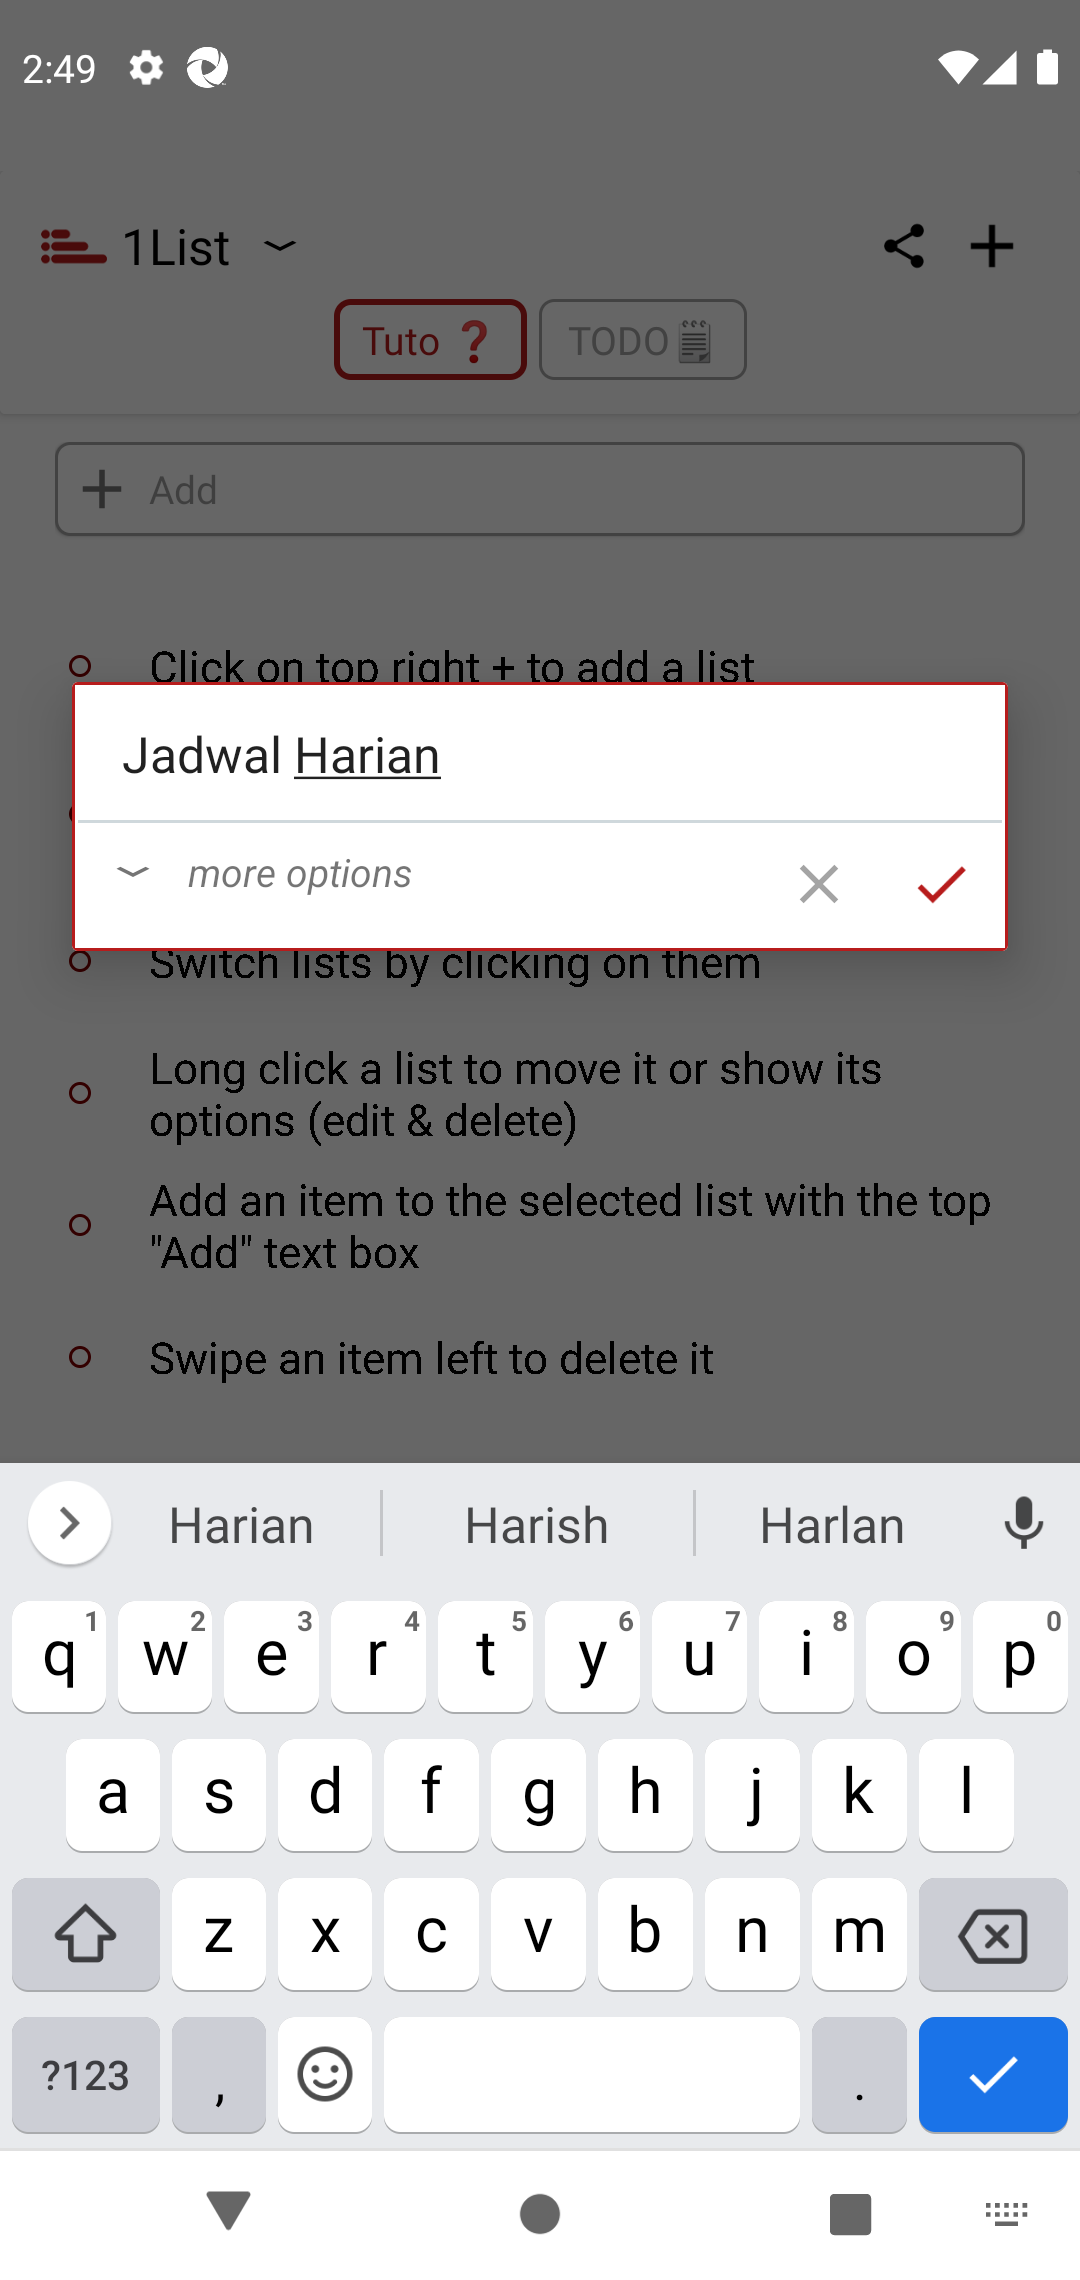 2:49
1List
Tuto ❓
TODO🗒
Add
Click on top right + to add a list
Jadwal Harian
more options
Switch lists by clicking on them
Long click a list to move it or show its
options (edit & delete)
Add an item to the selected list with the top
"Add" text box
Swipe an item left to delete it
Harian Harish Harlan
q1 w2 e3 r4 t5 y6 u7 i8 o9 p0
a s d f g h j k l
z x c v b n m
?123 , .